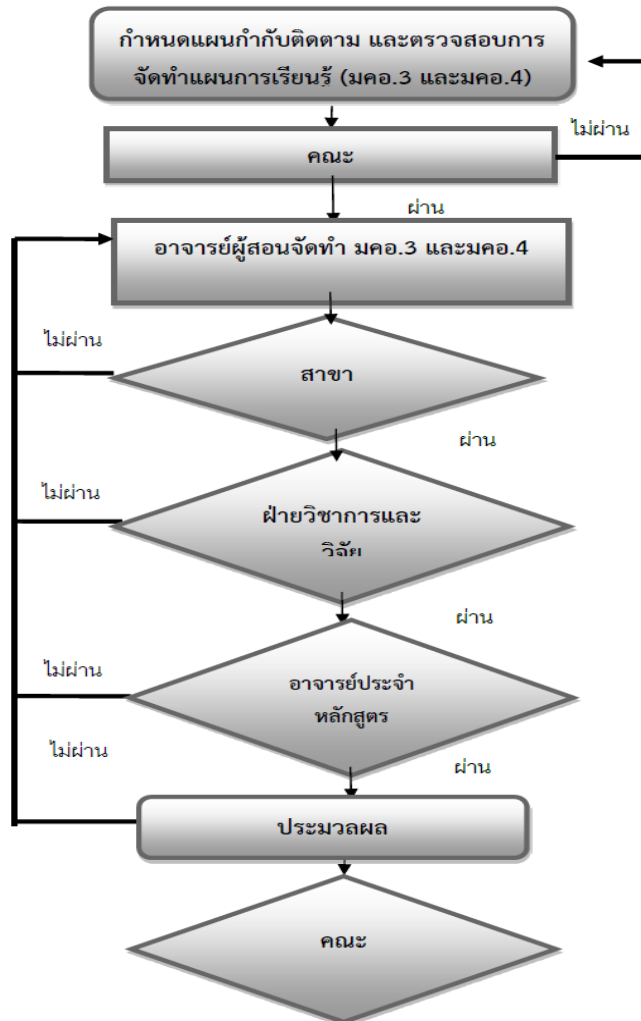 กำหนดแผนกำกับติดตาม และตรวจสอบการ
จัดทำแผนการเรียนรู้ (มคอ.3 และมคอ.4)
ไม่ผ่าน
คณะ
ผ่าน
อาจารย์ผู้สอนจัดทำ มคอ.3 และมคอ.4
ไม่ผ่าน
สาขา
ผ่าน
ไม่ผ่าน
ฝ่ายวิชาการและ
วิจัย
ผ่าน
ไม่ผ่าน
อาจารย์ประจำ
หลักสูตร
ไม่ผ่าน
ผ่าน
ประมวลผล
คณะ